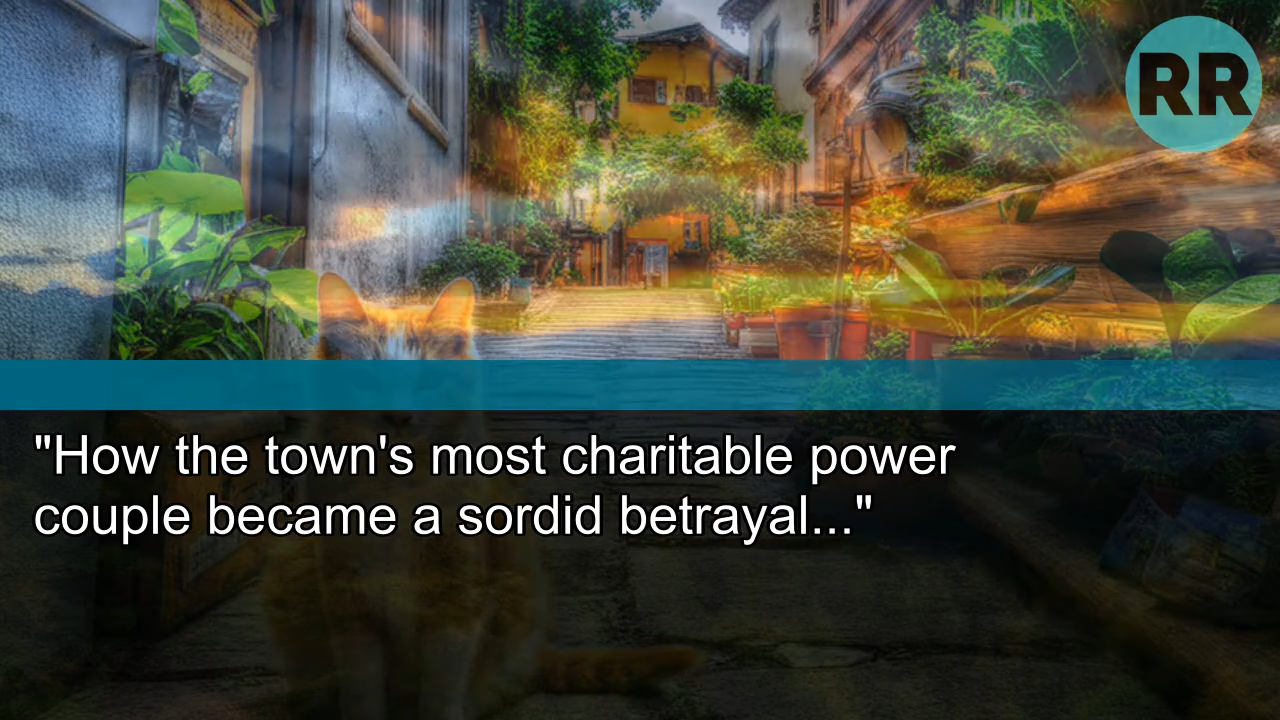 RR
"How the town's most charitable power
couple became a sordid betrayal..."